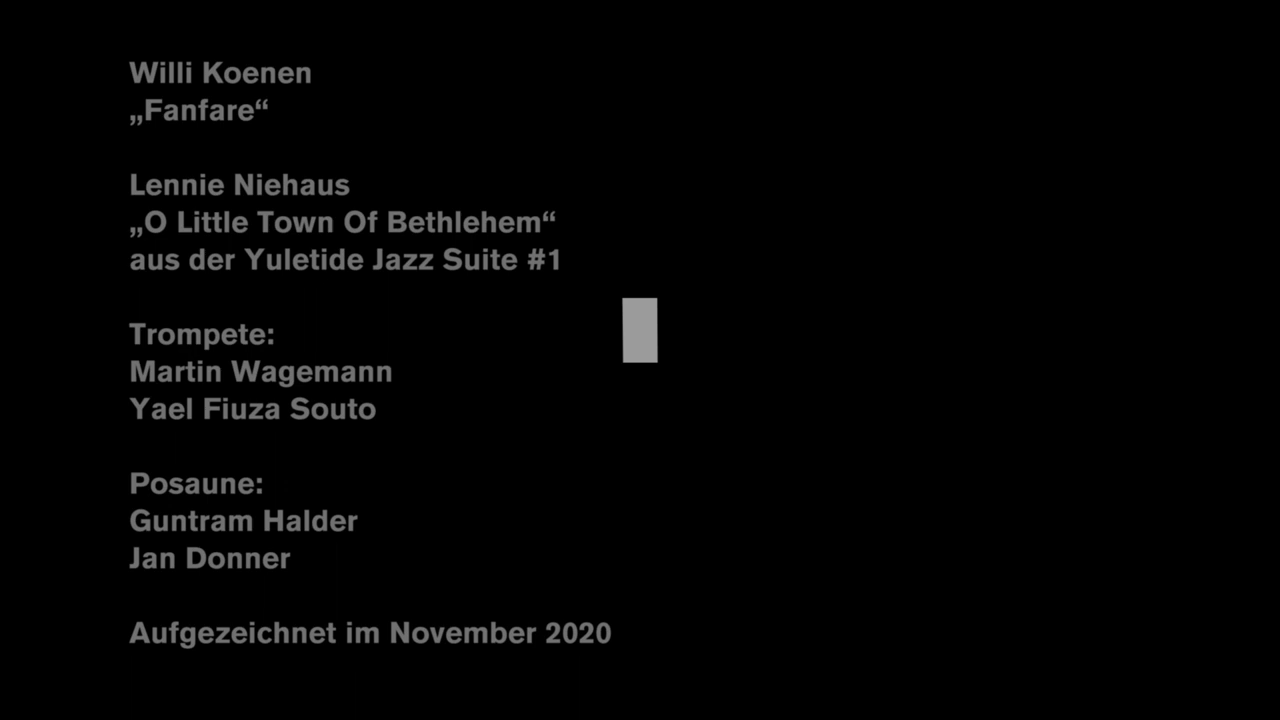 Willi Koenen
„Fanfare“
Lennie Niehaus
„O Little Town Of Bethlehem“
aus der Yuletide Jazz Suite #1
Trompete:
Martin Wagemann
Yael Fiuza Souto
Posaune:
Guntram Halder
Jan Donner
Aufgezeichnet im November 2020